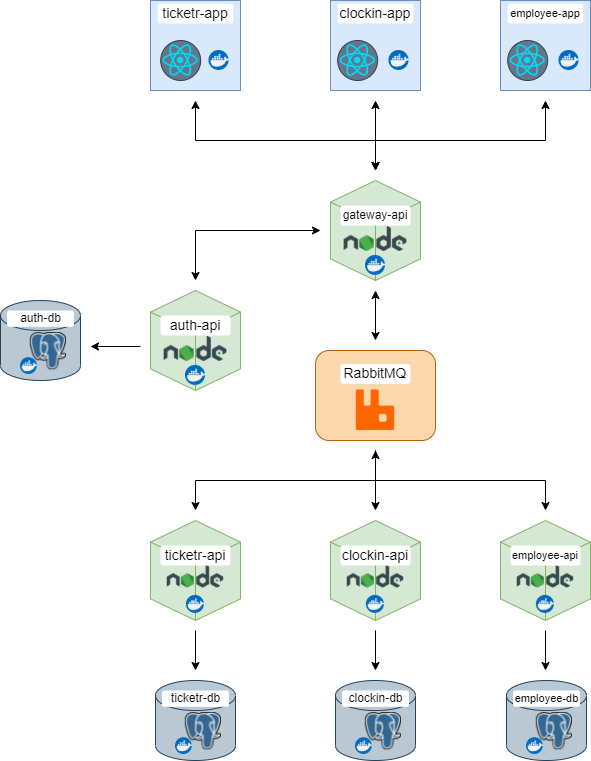 ticketr-app
clockin-app
employee-app
gateway-api
node
auth-db
auth-api
node
RabbitMQ
ticketr-api
clockin-api
employee-api
node
node
node
ticketr-db
clockin-db
employee-db